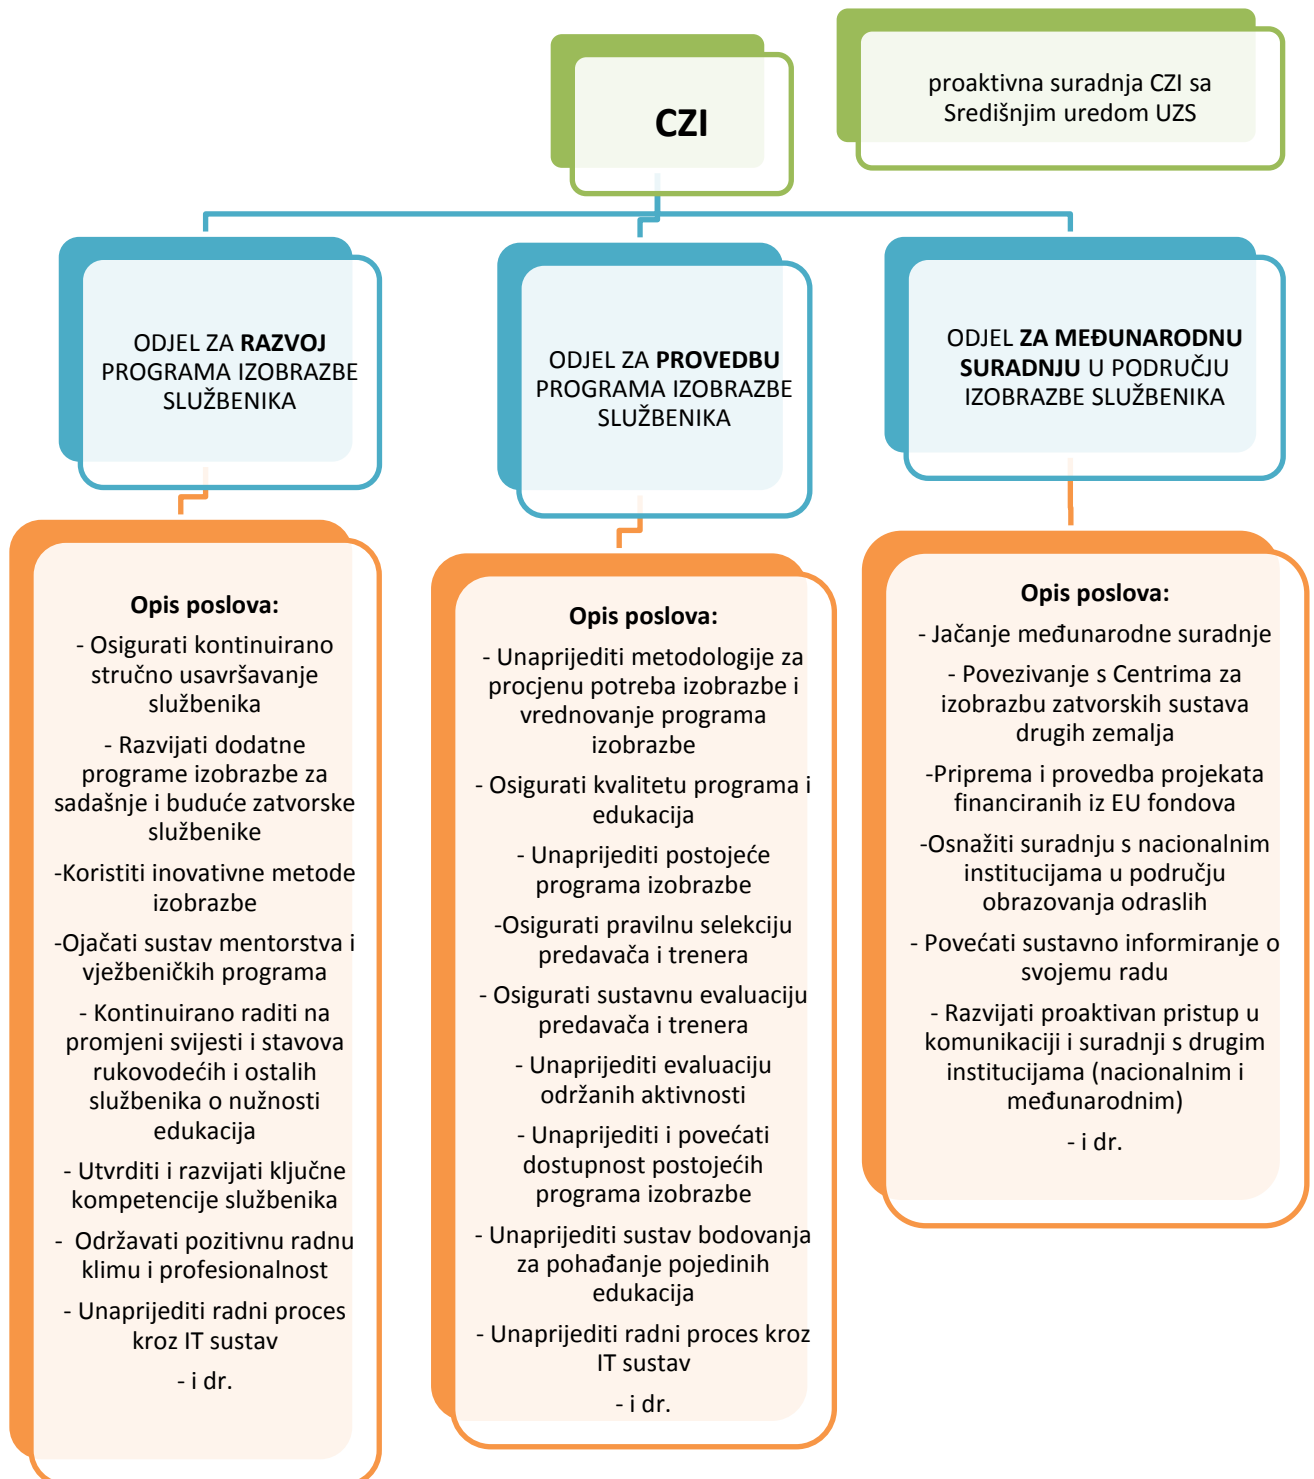 CZI
proaktivna suradnja CZI sa
Središnjim uredom UZS
ODJEL ZA RAZVOJ
PROGRAMA IZOBRAZBE
SLUŽBENIKA
ODJEL ZA PROVEDBU
PROGRAMA IZOBRAZBE
SLUŽBENIKA
ODJEL ZA MEĐUNARODNU
SURADNJU U PODRUČJU
IZOBRAZBE SLUŽBENIKA
Opis poslova:
- Osigurati kontinuirano
stručno usavršavanje
službenika
- Razvijati dodatne
programe izobrazbe za
sadašnje i buduće zatvorske
službenike
-Koristiti inovativne metode
izobrazbe
-Ojačati sustav mentorstva i
vježbeničkih programa
- Kontinuirano raditi na
promjeni svijesti i stavova
rukovodećih i ostalih
službenika o nužnosti
edukacija
- Utvrditi i razvijati ključne
kompetencije službenika
- Održavati pozitivnu radnu
klimu i profesionalnost
- Unaprijediti radni proces
kroz IT sustav
- i dr.
Opis poslova:
- Unaprijediti metodologije za
procjenu potreba izobrazbe i
vrednovanje programa
izobrazbe
- Osigurati kvalitetu programa i
edukacija
- Unaprijediti postojeće
programa izobrazbe
-Osigurati pravilnu selekciju
predavača i trenera
- Osigurati sustavnu evaluaciju
predavača i trenera
- Unaprijediti evaluaciju
održanih aktivnosti
- Unaprijediti i povećati
dostupnost postojećih
programa izobrazbe
- Unaprijediti sustav bodovanja
za pohađanje pojedinih
edukacija
- Unaprijediti radni proces kroz
IT sustav
- i dr.
Opis poslova:
- Jačanje međunarodne suradnje
- Povezivanje s Centrima za
izobrazbu zatvorskih sustava
drugih zemalja
-Priprema i provedba projekata
financiranih iz EU fondova
-Osnažiti suradnju s nacionalnim
institucijama u području
obrazovanja odraslih
- Povećati sustavno informiranje o
svojemu radu
- Razvijati proaktivan pristup u
komunikaciji i suradnji s drugim
institucijama (nacionalnim i
međunarodnim)
- i dr.